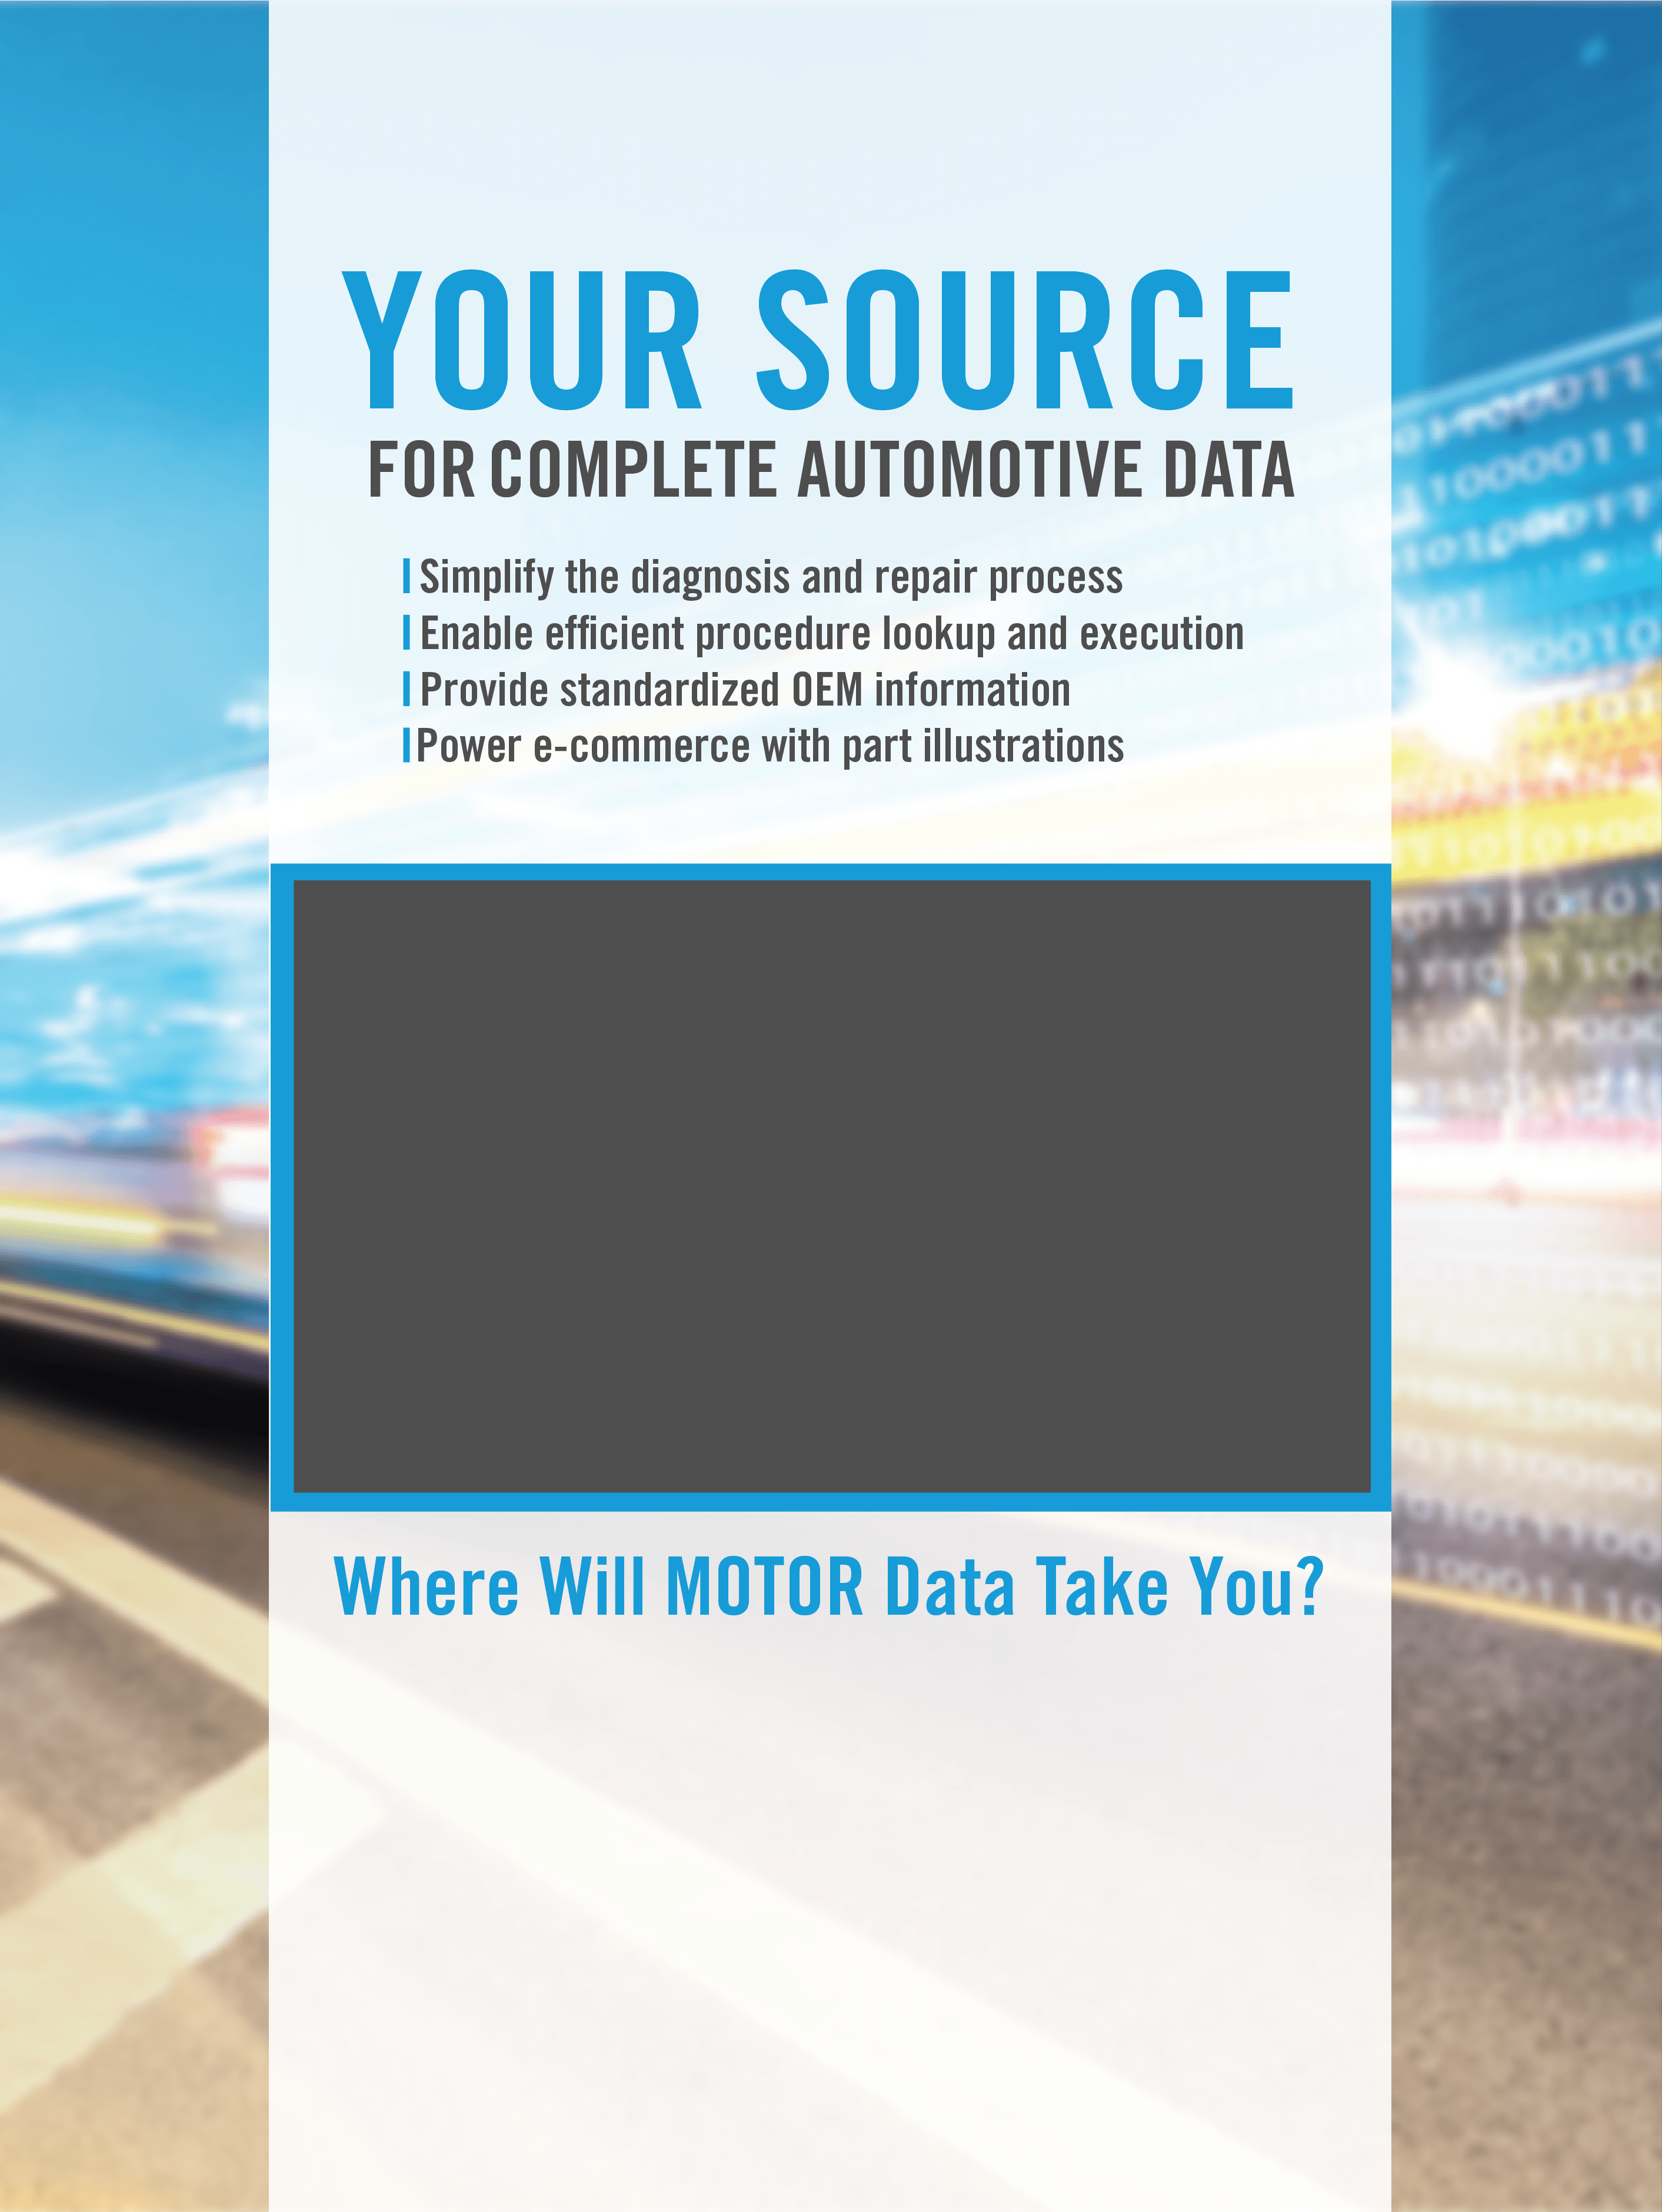 YOUR SOURCE
FOR COMPLETE AUTOMOTIVE DATA
Simplify the diagnosis and repair process
Enable efficient procedure lookup and execution
Provide standardized OEM information
Power e-commerce with part illustrations
Where Will MOTOR Data Take You?